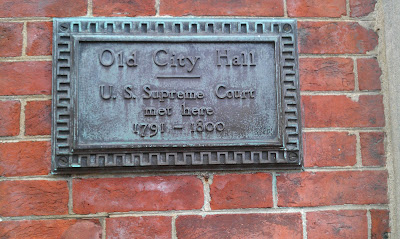 Old City Hall
U. S. Supreme Court
met here
1791 - 1800